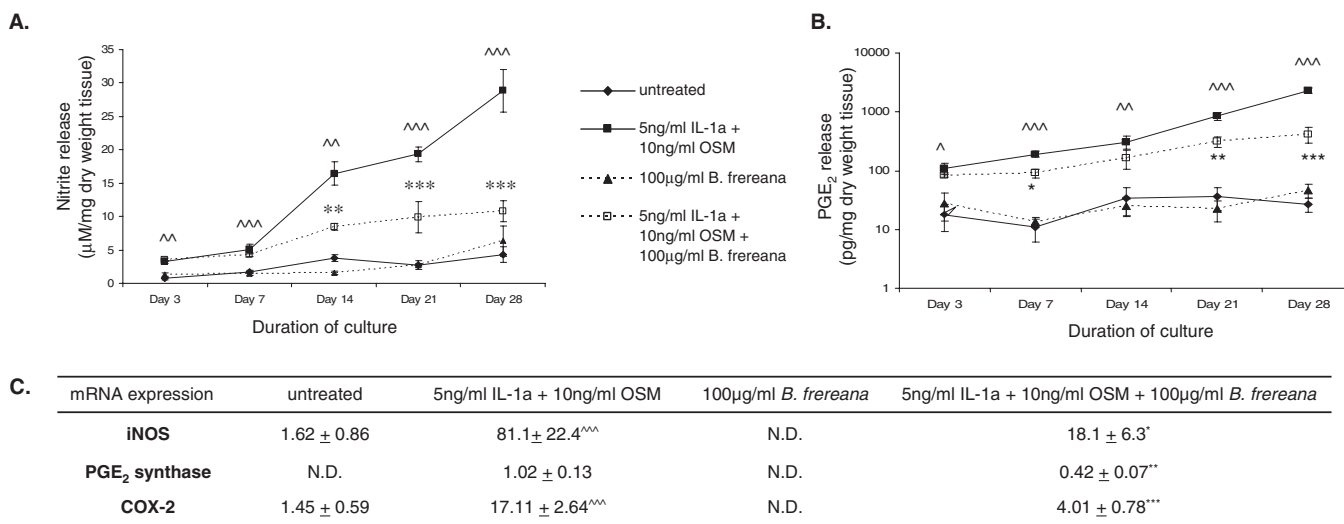 A.
^^^
^^^
^^
^^^
^^
***
***
**
35
30
25
20
15
10
5
0
Nitrite release
(µM/mg dry weight tissue)
Day 3 Day 7 Day 14 Day 21 Day 28
Duration of culture
untreated
5ng/ml IL-1a +
10ng/ml OSM
100µg/ml B. frereana
5ng/ml IL-1a +
10ng/ml OSM +
100µg/ml B. frereana
B.
^^^
^^^
^^
^^^
^
*
**
***
10000
1000
100
10
1
PGE2 release
(pg/mg dry weight tissue)
Day 3 Day 7 Day 14 Day 21 Day 28
Duration of culture
C.
mRNA expression untreated 5ng/ml IL-1a + 10ng/ml OSM 100µg/ml B. frereana 5ng/ml IL-1a + 10ng/ml OSM + 100µg/ml B. frereana
iNOS 1.62 ± 0.86 81.1± 22.4^^^ N.D. 18.1 ± 6.3*
PGE2 synthase N.D. 1.02 ± 0.13 N.D. 0.42 ± 0.07**
COX-2 1.45 ± 0.59 17.11 ± 2.64^^^ N.D. 4.01 ± 0.78***